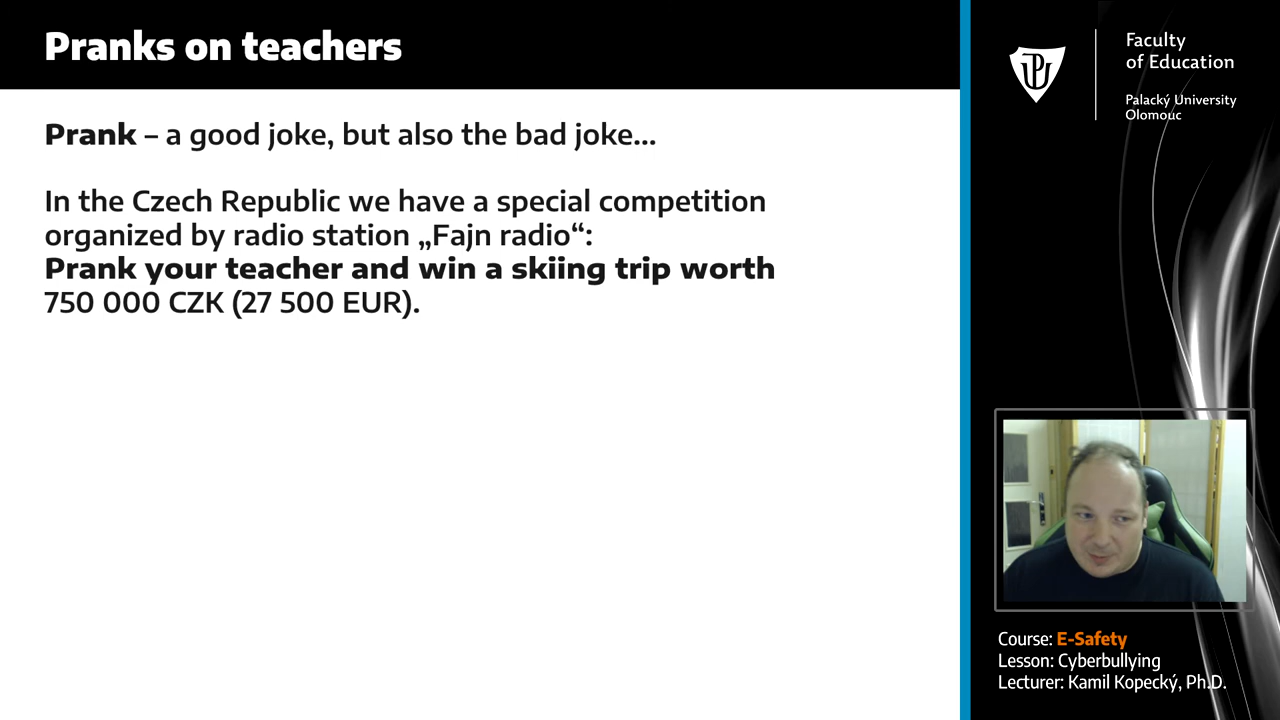 Pranks on teachers
Prank – a good joke, but also the bad joke...
In the Czech Republic we have a special competition
organized by radio station „Fajn radio“:
Prank your teacher and win a skiing trip worth
750 000 CZK (27 500 EUR).
Faculty
of Education
Palacký University
Olomouc
Course: E-Safety
Lesson: Cyberbullying
Lecturer: Kamil Kopecký, Ph.D.